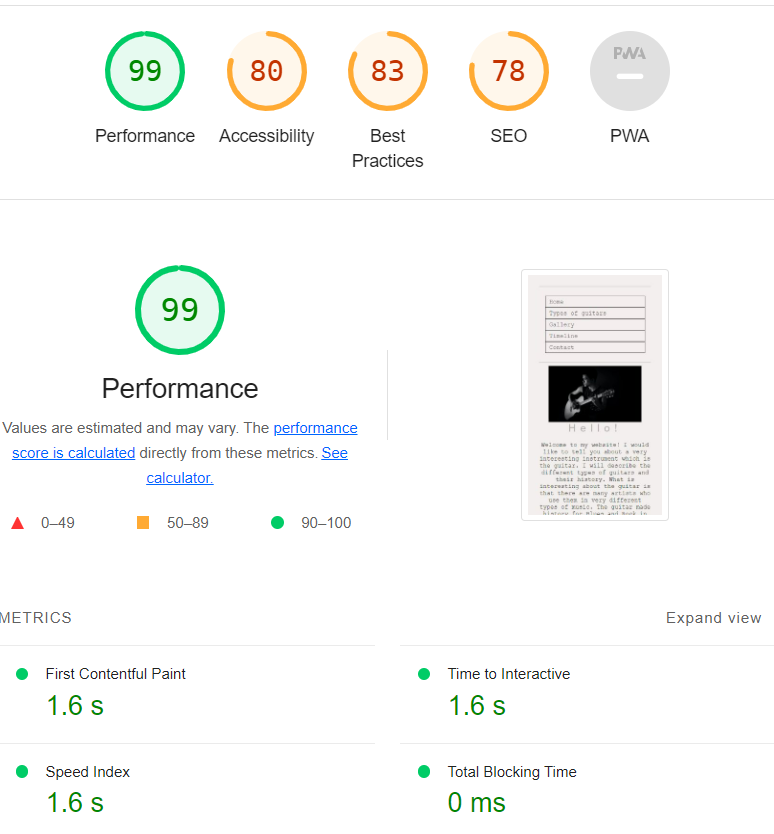 99
80
83
78
PWA
Performance
Accessibility
Best
Practices
SEO
PWA
99
Performance
Values are estimated and may vary. The performance
score is calculated directly from these metrics. See
calculator.
0–49
50–89
90–100
Home
Types of guitars
Gallery
Timeline
Contact
Hello!
Welcome to my website! I would
like to tell you about a very
interesting instrument which is
the guitar. I will describe the
different types of guitars and
their history. What is
interesting about the guitar is
that there are many artists who
use them in very different
types of music. The guitar made
history for Blues and Rock in
METRICS
Expand view
First Contentful Paint
1.6 s
Time to Interactive
1.6 s
Speed Index
1.6 s
Total Blocking Time
0 ms